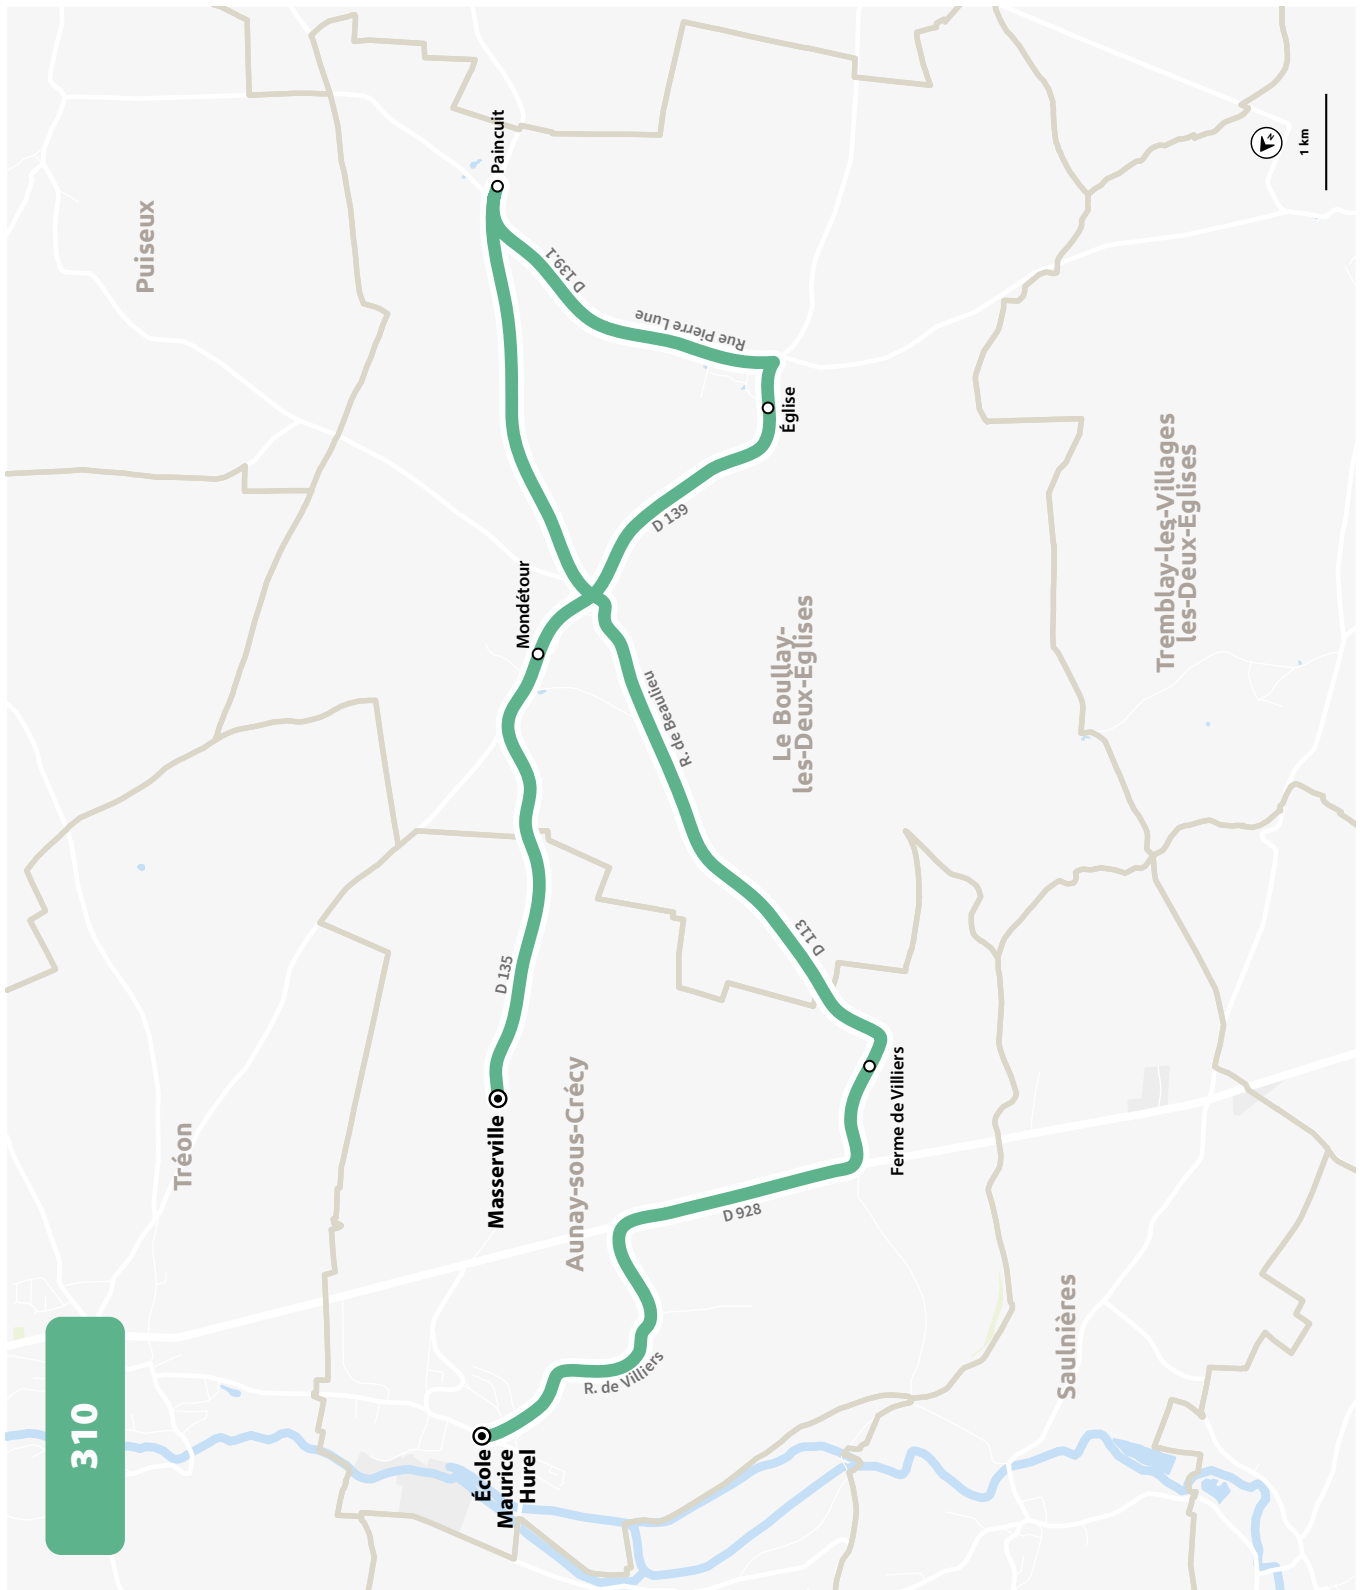 310
Puiseux
Tréon
Paincuit
D 139.1
Rue Pierre Lune
Église
D 139
Mondétour
R. de Beaulieu
Le Boullay-
les-Deux-Églises
Tremblay-les-Villages
les-Deux-Églises
D 135
D 113
Masserville
Aunay-sous-Crécy
Ferme de Villiers
D 928
R. de Villiers
École
Maurice
Hurel
Saulnières
N
1 km